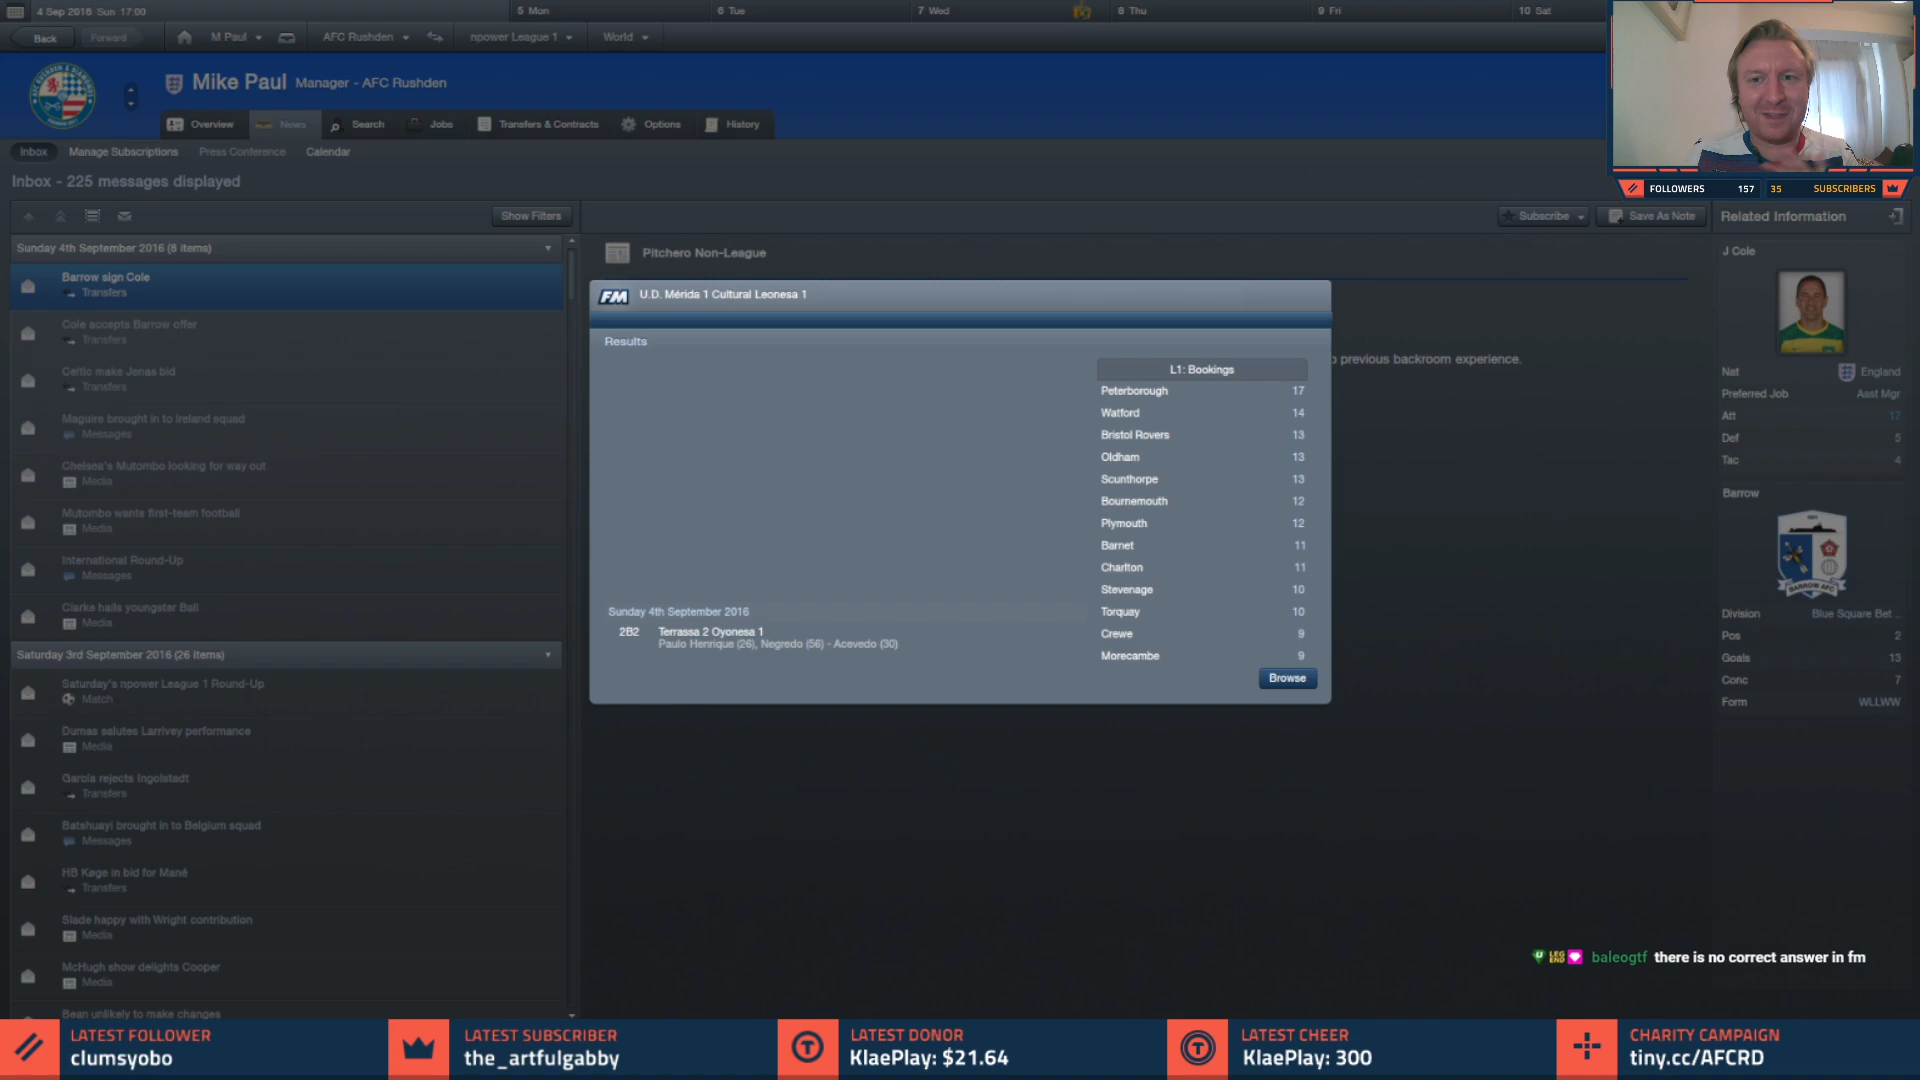 4 Sep 2016 Sun 17:00
5 Mon
6 Tue
7 Wed
8 Thu
9 Fri
10 Sat
Back
Forward
M Paul
AFC Rushden
npower League 1
World
Mike Paul Manager - AFC Rushden
Overview
News
Search
Jobs
Transfers & Contracts
Options
History
Inbox
Manage Subscriptions
Press Conference
Calendar
FOLLOWERS 157
35 SUBSCRIBERS
Inbox - 225 messages displayed
Show Filters
Subscribe
Save As Note
Related Information
Sunday 4th September 2016 (8 items)
Barrow sign Cole
Transfers
Cole accepts Barrow offer
Transfers
Celtic make Jenas bid
Transfers
Maguire brought in to Ireland squad
Messages
Chelsea's Mutombo looking for way out
Media
Mutombo wants first-team football
Media
International Round-Up
Messages
Clarke hails youngster Ball
Media
Saturday 3rd September 2016 (26 items)
Saturday's npower League 1 Round-Up
Match
Dumas salutes Larrivey performance
Media
García rejects Ingolstadt
Transfers
Batshuayi brought in to Belgium squad
Messages
HB Køge in bid for Mané
Transfers
Slade happy with Wright contribution
Media
McHugh show delights Cooper
Media
Bean unlikely to make changes
Pitchero Non-League
previous backroom experience.
FM U.D. Mérida 1 Cultural Leonesa 1
Results
L1: Bookings
Peterborough 17
Watford 14
Bristol Rovers 13
Oldham 13
Scunthorpe 13
Bournemouth 12
Plymouth 12
Barnet 11
Charlton 11
Stevenage 10
Torquay 10
Crewe 9
Morecambe 9
Sunday 4th September 2016
2B2 Terrassa 2 Oyonesa 1
Paulo Henrique (26), Negredo (56) - Acevedo (30)
Browse
J Cole
Nat England
Preferred Job Asst Mgr
Att 17
Def 5
Tac 4
Barrow
BARROW AFC
Division Blue Square Bet ..
Pos 2
Goals 13
Conc 7
Form WLLWW
LEG END baleogtf there is no correct answer in fm
LATEST FOLLOWER
clumsyobo
LATEST SUBSCRIBER
the_artfulgabby
LATEST DONOR
KlaePlay: $21.64
LATEST CHEER
KlaePlay: 300
CHARITY CAMPAIGN
tiny.cc/AFCRD